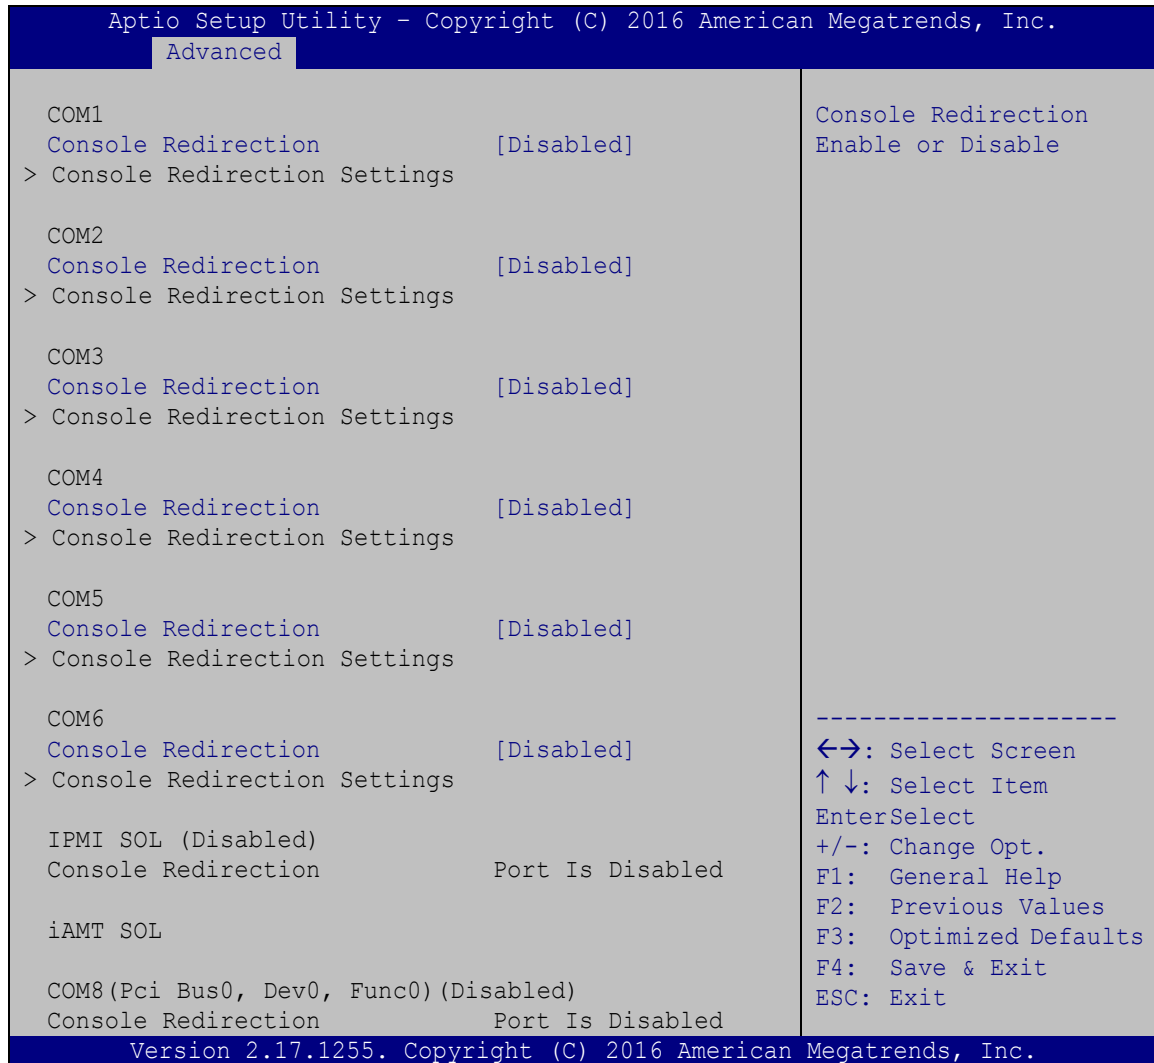 Aptio Setup Utility – Copyright (C) 2016 American Megatrends, Inc.
Advanced
COM1
Console Redirection [Disabled]
> Console Redirection Settings
COM2
Console Redirection [Disabled]
> Console Redirection Settings
COM3
Console Redirection [Disabled]
> Console Redirection Settings
COM4
Console Redirection [Disabled]
> Console Redirection Settings
COM5
Console Redirection [Disabled]
> Console Redirection Settings
COM6
Console Redirection [Disabled]
> Console Redirection Settings
IPMI SOL (Disabled)
Console Redirection Port Is Disabled
iAMT SOL
COM8(Pci Bus0, Dev0, Func0)(Disabled)
Console Redirection Port Is Disabled
Console Redirection
Enable or Disable
---------------------
←→: Select Screen
↑ ↓: Select Item
EnterSelect
+/-: Change Opt.
F1: General Help
F2: Previous Values
F3: Optimized Defaults
F4: Save & Exit
ESC: Exit
Version 2.17.1255. Copyright (C) 2016 American Megatrends, Inc.